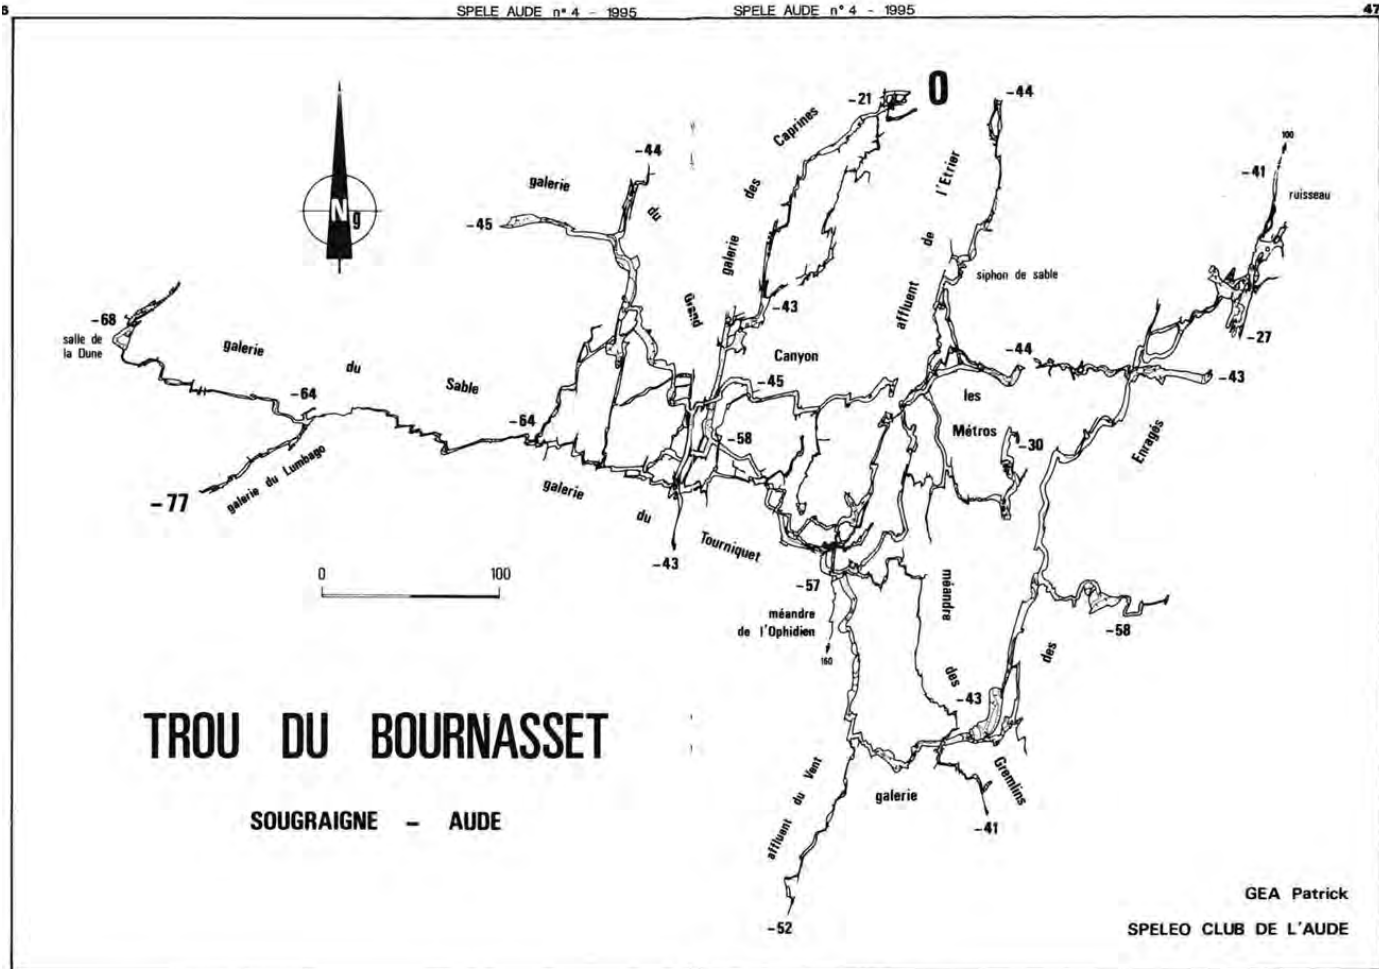 6
SPELE AUDE n° 4 - 1995
SPELE AUDE n° 4 - 1995
47
N
g
0
-21
-44
galerie des Caprines
affluent de l'Etrier
siphon de sable
100
-41
ruisseau
-27
-43
-44
galerie du Grand Canyon
-45
-43
-45
-44
les Métros
-30
-68
salle de
la Dune
galerie du Sable
-64
-64
-58
galerie du Lumbago
-77
galerie du Tourniquet
-43
-57
méandre
de l'Ophidien
160
méandre des Gremlins
-43
-41
galerie des Enragés
-58
affluent du Vent
-52
0 100
TROU DU BOURNASSET
SOUGRAIGNE - AUDE
GEA Patrick
SPELEO CLUB DE L'AUDE